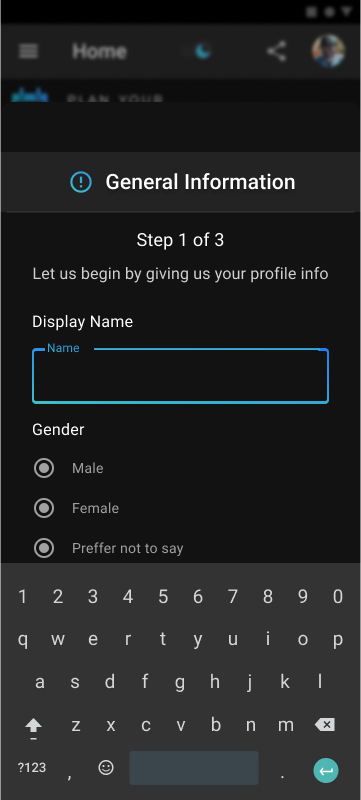 Home
PLAN YOUR
General Information
Step 1 of 3
Let us begin by giving us your profile info
Display Name
Name
Gender
Male
Female
Preffer not to say
1 2 3 4 5 6 7 8 9 0
q w e r t y u i o p
a s d f g h j k l
z x c v b n m
?123 , .